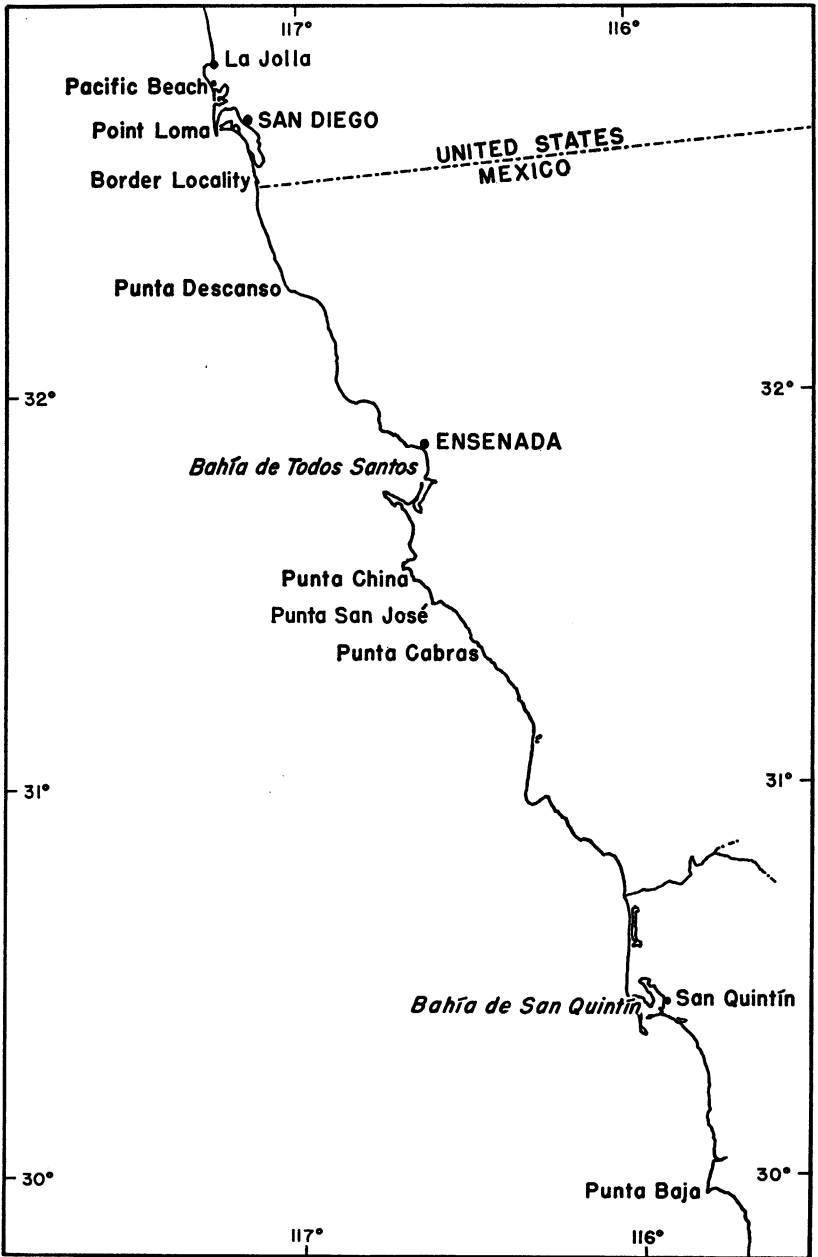 117°
116°
La Jolla
Pacific Beach
SAN DIEGO
Point Loma
UNITED STATES
MEXICO
Border Locality
Punta Descanso
32°
32°
ENSENADA
Bahía de Todos Santos
Punta China
Punta San José
Punta Cabras
31°
31°
San Quintín
Bahía de San Quintín
30°
30°
Punta Baja
117°
116°